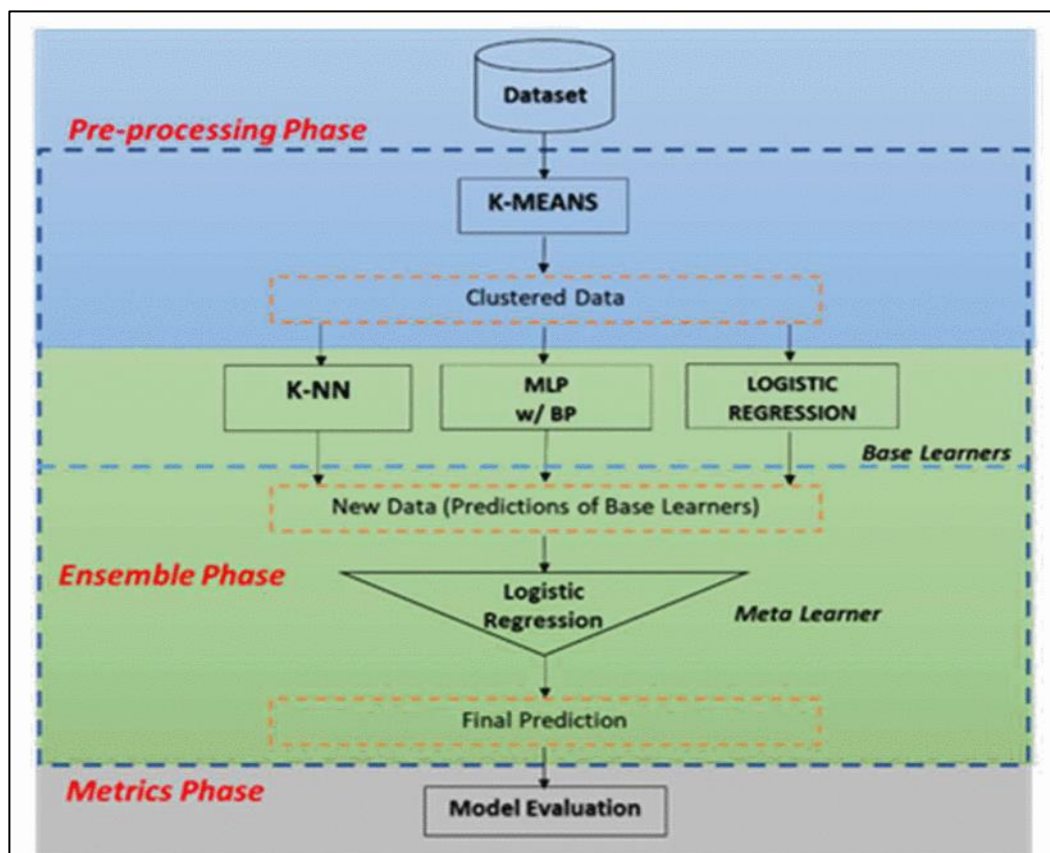 Dataset
Pre-processing Phase
K-MEANS
Clustered Data
K-NN
MLP
w/ BP
LOGISTIC
REGRESSION
Base Learners
New Data (Predictions of Base Learners)
Ensemble Phase
Logistic
Regression
Meta Learner
Final Prediction
Metrics Phase
Model Evaluation